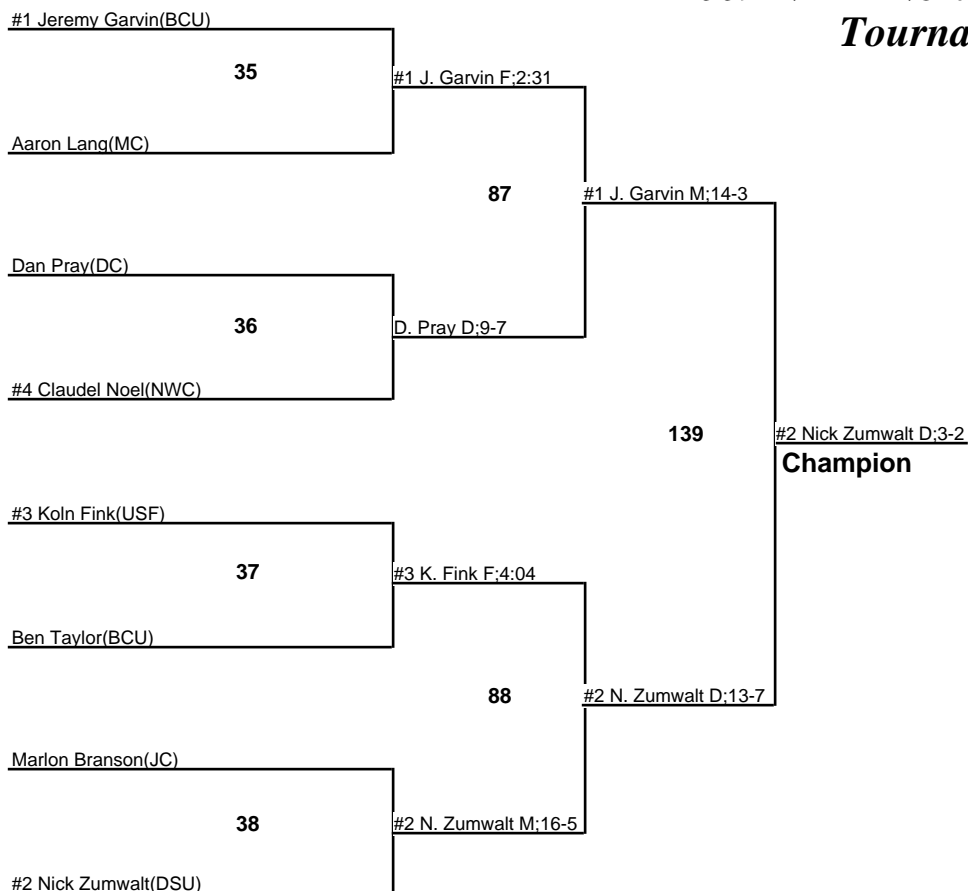 Tourna
#1 Jeremy Garvin(BCU)
35
#1 J. Garvin F;2:31
Aaron Lang(MC)
87
#1 J. Garvin M;14-3
Dan Pray(DC)
36
D. Pray D;9-7
#4 Claudel Noel(NWC)
139
#2 Nick Zumwalt D;3-2
Champion
#3 Koln Fink(USF)
37
#3 K. Fink F;4:04
Ben Taylor(BCU)
88
#2 N. Zumwalt D;13-7
Marlon Branson(JC)
38
#2 N. Zumwalt M;16-5
#2 Nick Zumwalt(DSU)